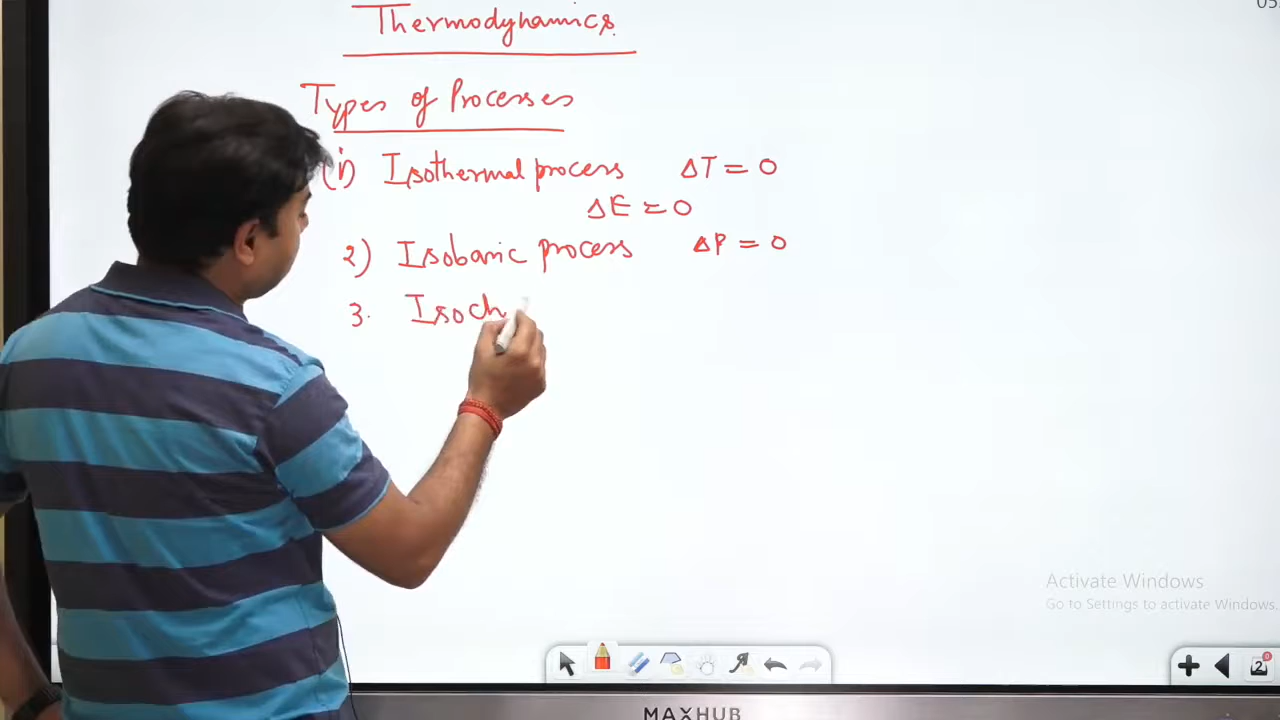 Thermodynamics
Types of Processes
(i) Isothermal process ΔT = 0
ΔE = 0
2) Isobaric process ΔP = 0
3. Isoch
Activate Windows
Go to Settings to activate Windows.
2
MAXHUB